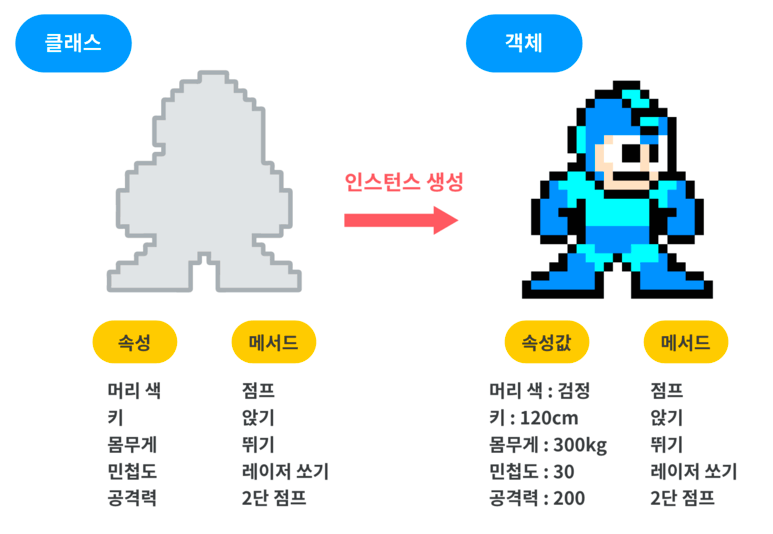 클래스
객체
인스턴스 생성
속성
메서드
속성값
메서드
머리 색
점프
머리 색 : 검정
점프
키
앉기
키 : 120cm
앉기
몸무게
뛰기
몸무게 : 300kg
뛰기
민첩도
레이저 쏘기
민첩도 : 30
레이저 쏘기
공격력
2단 점프
공격력 : 200
2단 점프